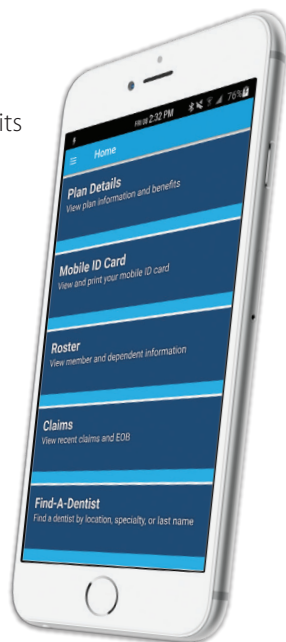 its
2:32 PM
76%
Home
Plan Details
View plan information and benefits
Mobile ID Card
View and print your mobile ID card
Roster
View member and dependent information
Claims
View recent claims and EOB
Find-A-Dentist
Find a dentist by location, specialty, or last name